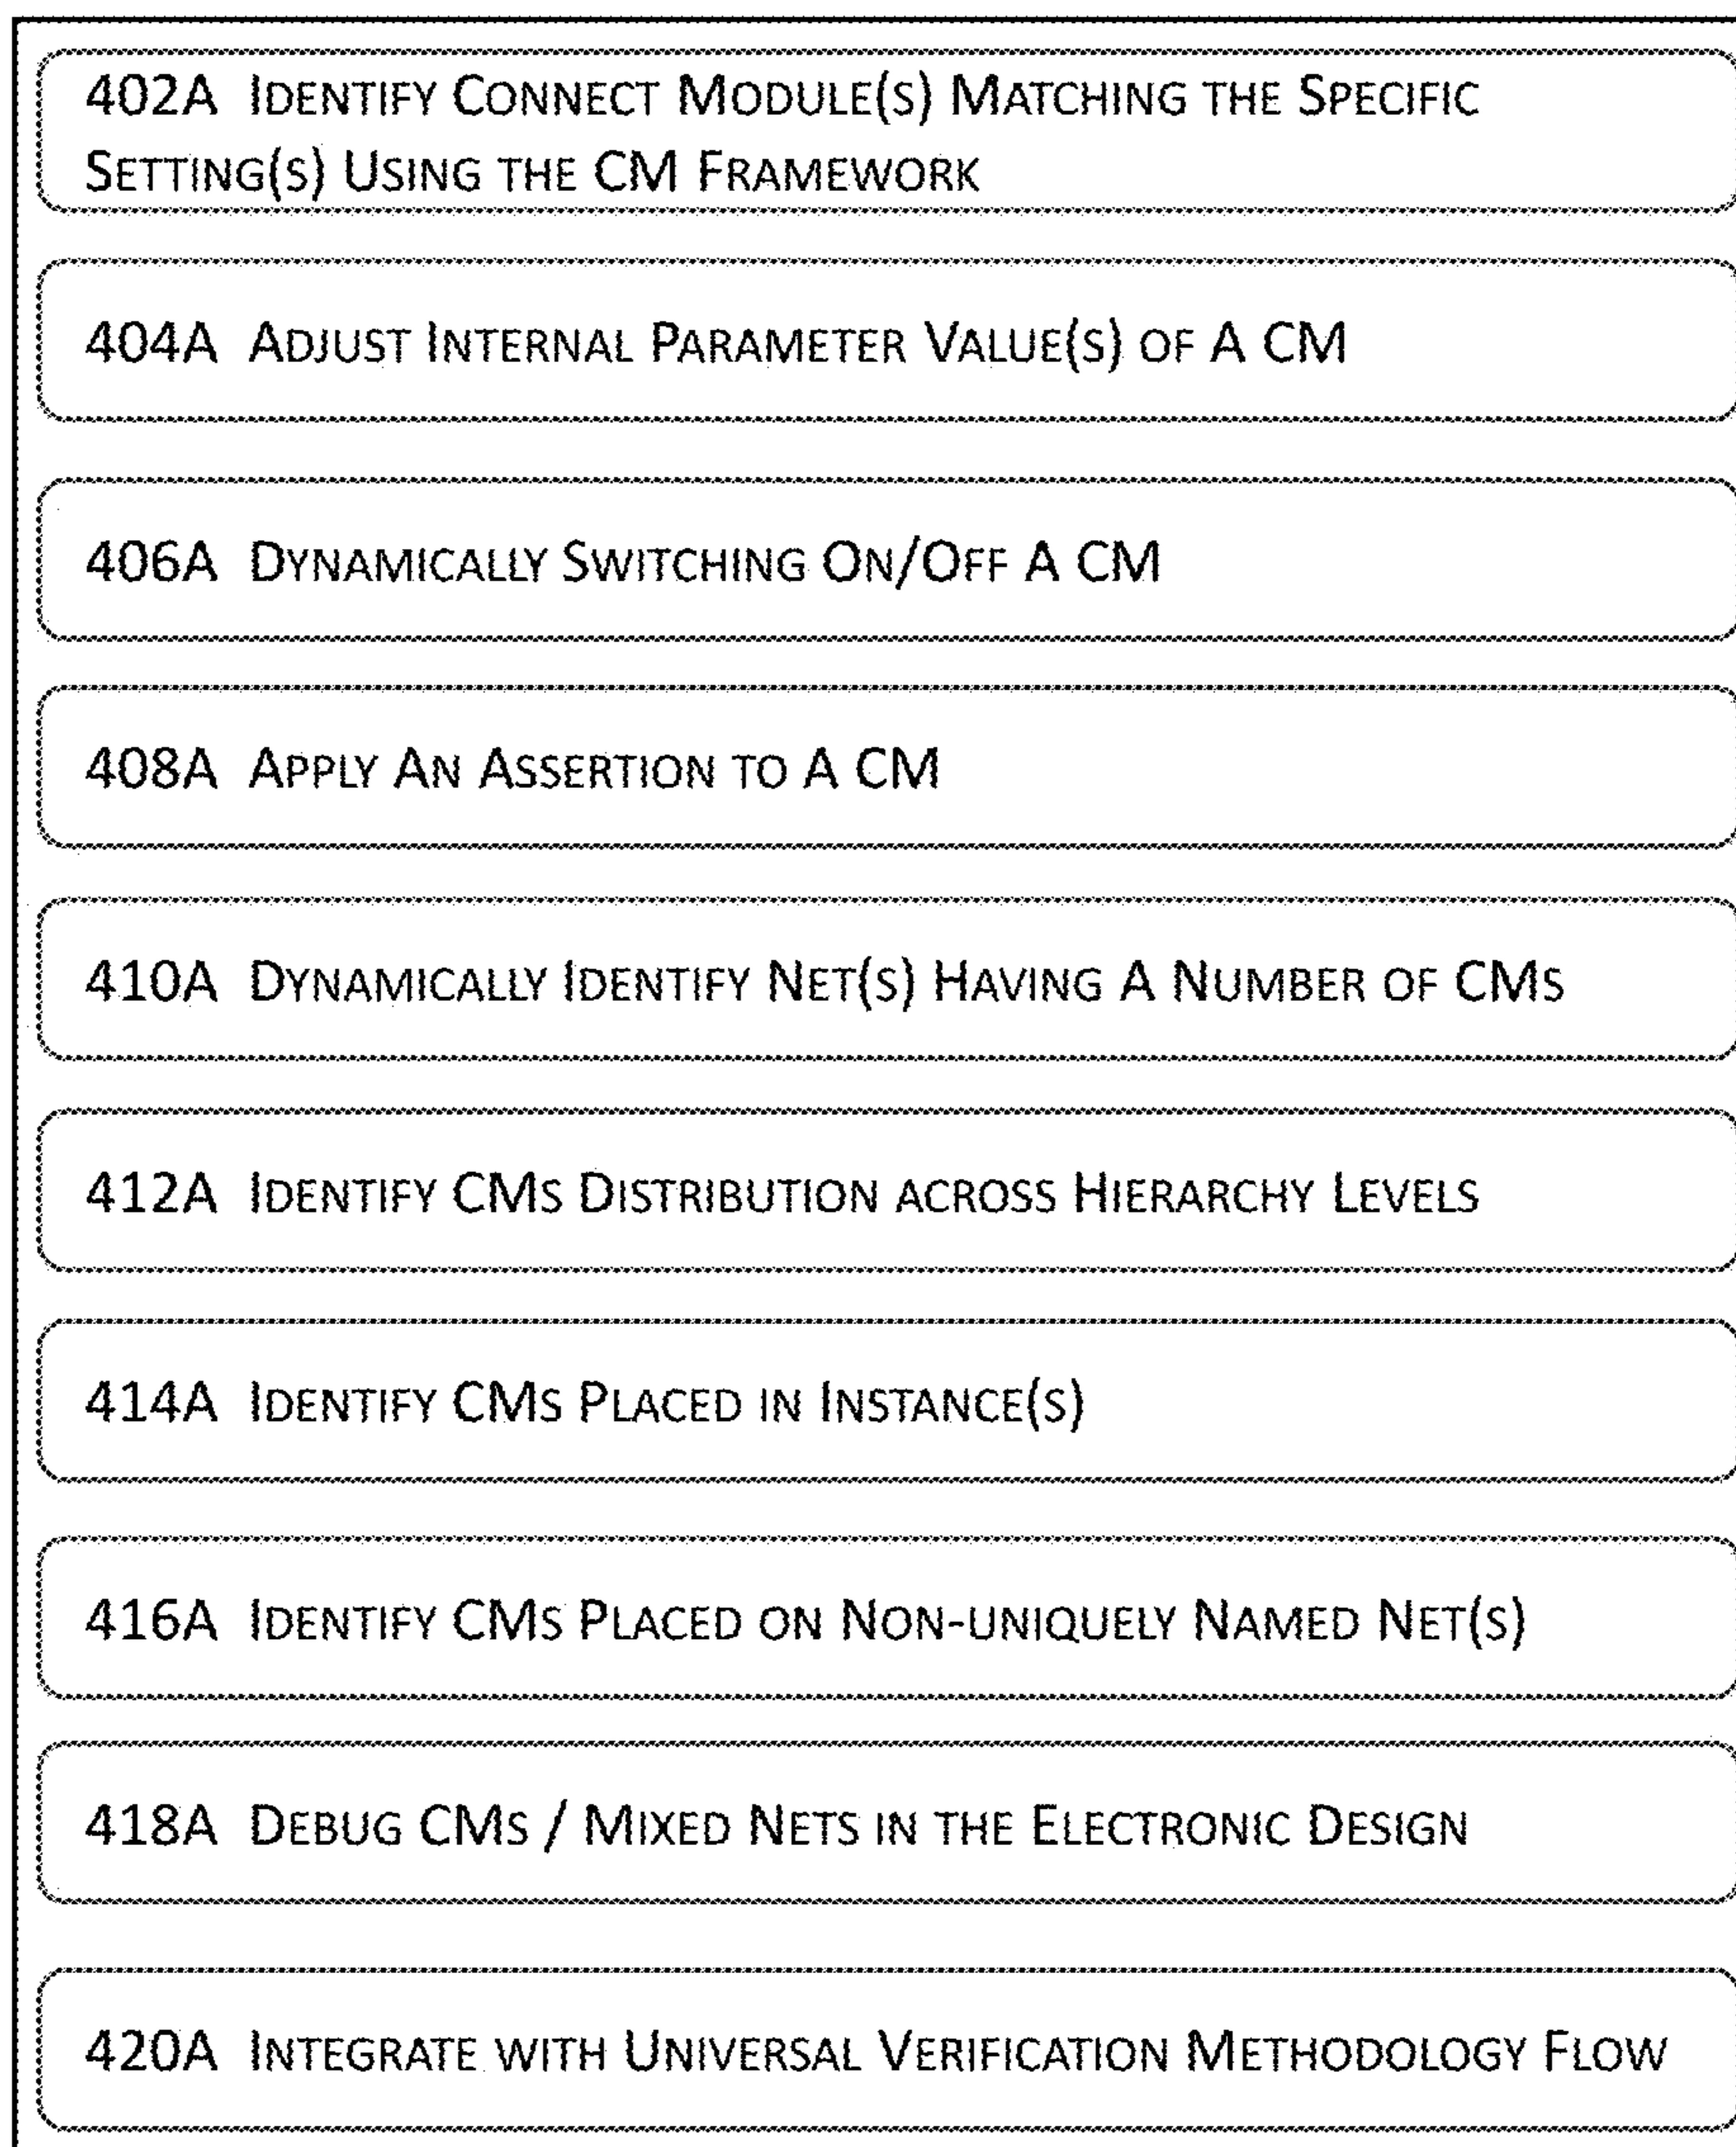 402A IDENTIFY CONNECT MODULE(S) MATCHING THE SPECIFIC
SETTING(S) USING THE CM FRAMEWORK
404A ADJUST INTERNAL PARAMETER VALUE(S) OF A CM
406A DYNAMICALLY SWITCHING ON/OFF A CM
408A APPLY AN ASSERTION TO A CM
410A DYNAMICALLY IDENTIFY NET(S) HAVING A NUMBER OF CMS
412A IDENTIFY CMS DISTRIBUTION ACROSS HIERARCHY LEVELS
414A IDENTIFY CMS PLACED IN INSTANCE(S)
416A IDENTIFY CMS PLACED ON NON-UNIQUELY NAMED NET(S)
418A DEBUG CMS / MIXED NETS IN THE ELECTRONIC DESIGN
420A INTEGRATE WITH UNIVERSAL VERIFICATION METHODOLOGY FLOW